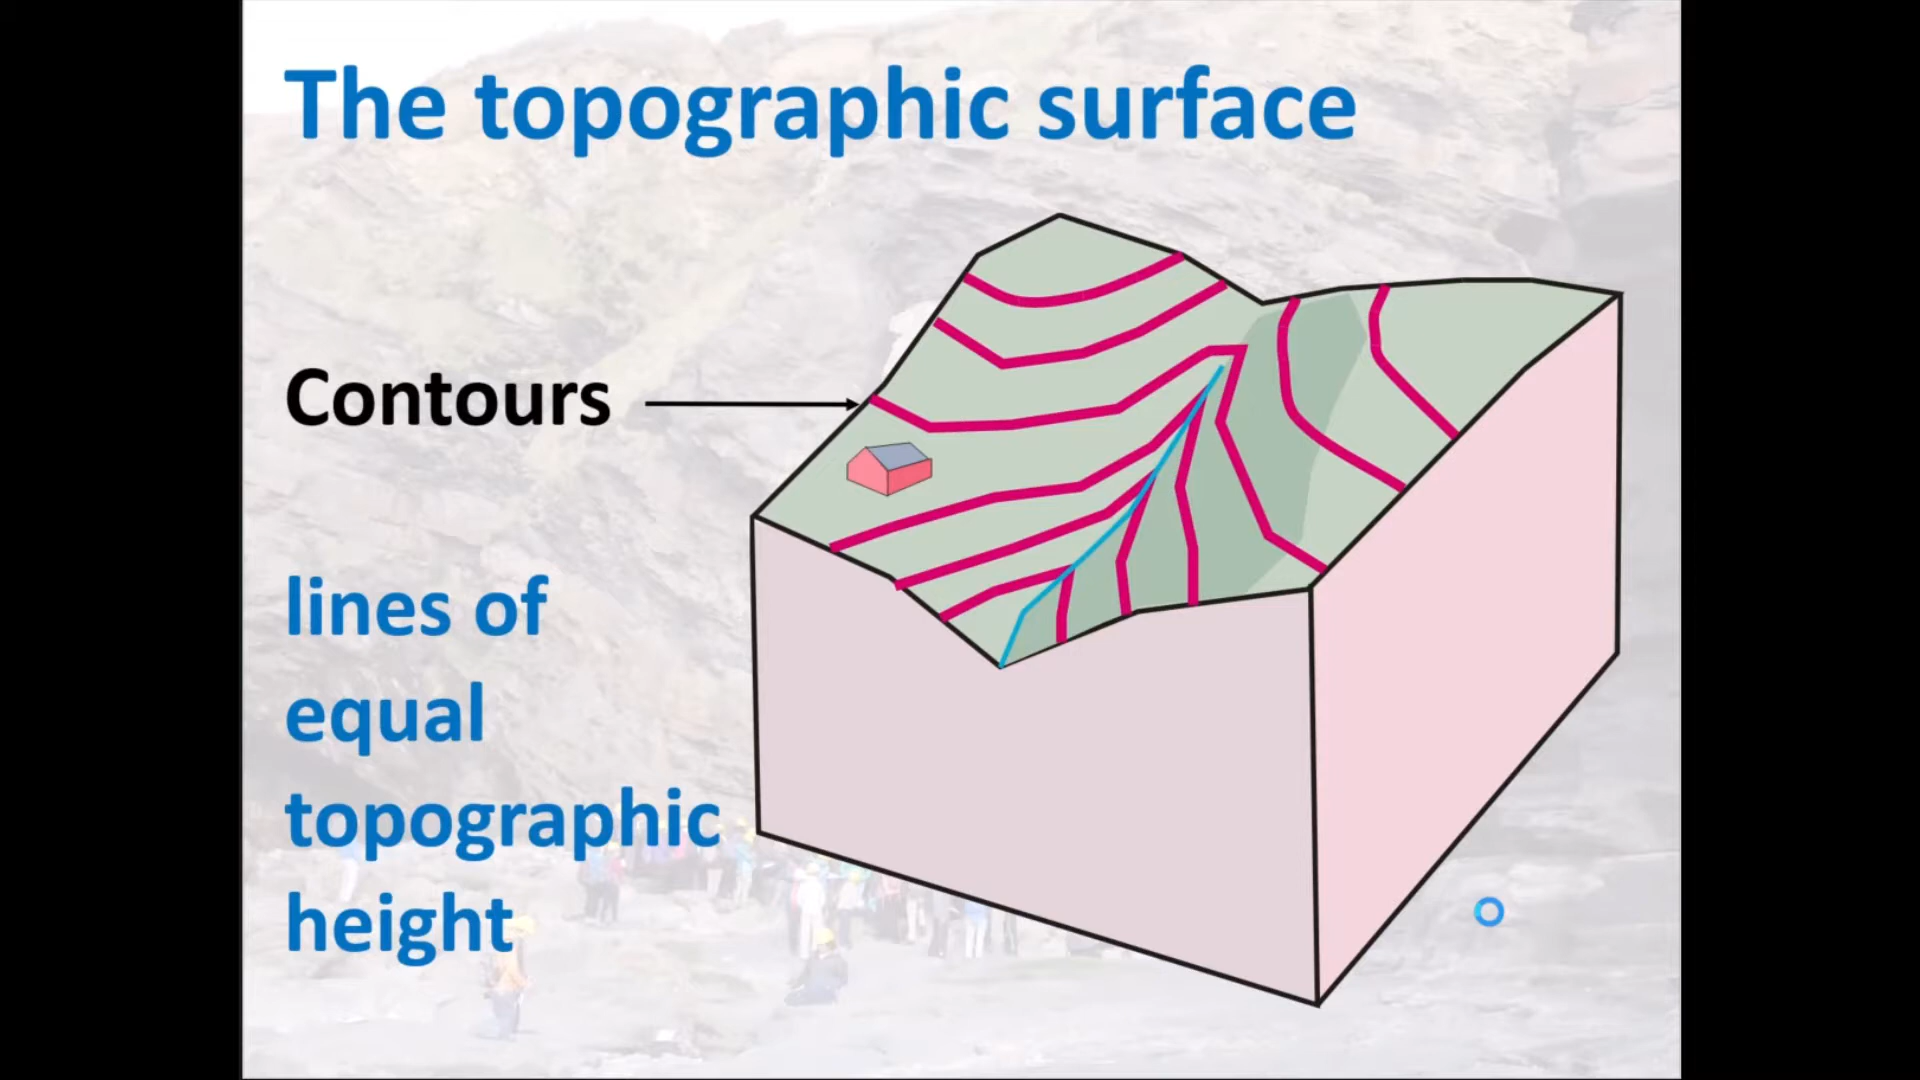 The topographic surface
Contours
lines of
equal
topographic
height